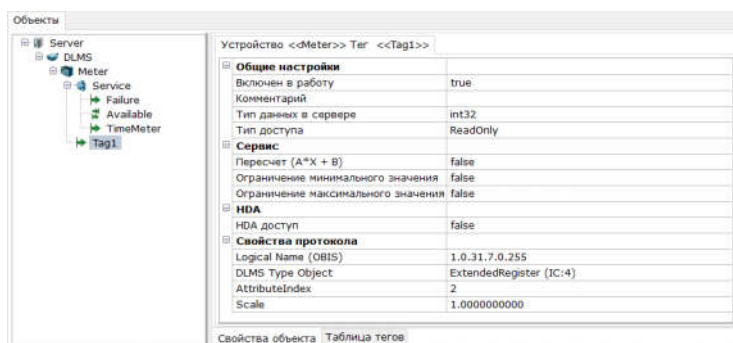 Объекты
Server
DLMS
Meter
Service
Failure
Available
TimeMeter
Tag1
Устройство <<Meter>> Тег <<Tag1>>
Общие настройки
Включен в работу true
Комментарий
Тип данных в сервере int32
Тип доступа ReadOnly
Сервис
Пересчет (A*X + B) false
Ограничение минимального значения false
Ограничение максимального значения false
HDA
HDA доступ false
Свойства протокола
Logical Name (OBIS) 1.0.31.7.0.255
DLMS Type Object ExtendedRegister (IC:4)
AttributeIndex 2
Scale 1.0000000000
Свойства объекта Таблица тегов